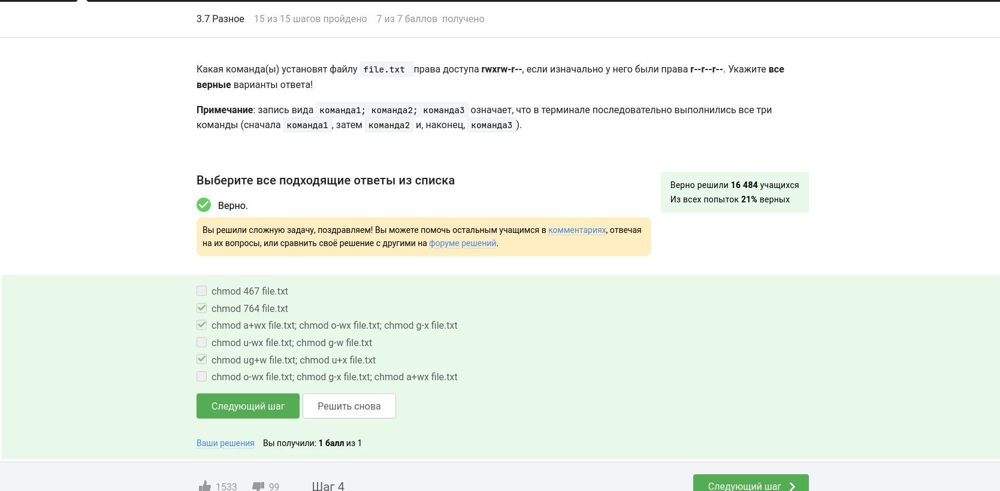 3.7 Разное 15 из 15 шагов пройдено 7 из 7 баллов получено
Какая команда(ы) установят файлу file.txt права доступа rwxrw-r--, если изначально у него были права r--r--r--. Укажите все
верные варианты ответа!
Примечание: запись вида команда1; команда2; команда3 означает, что в терминале последовательно выполнились все три
команды (сначала команда1, затем команда2 и, наконец, команда3).
Выберите все подходящие ответы из списка
Верно решили 16 484 учащихся
Из всех попыток 21% верных
Верно.
Вы решили сложную задачу, поздравляем! Вы можете помочь остальным учащимся в комментариях, отвечая
на их вопросы, или сравнить своё решение с другими на форуме решений.
chmod 467 file.txt
chmod 764 file.txt
chmod a+wx file.txt; chmod o-wx file.txt; chmod g-x file.txt
chmod u-wx file.txt; chmod g-w file.txt
chmod ug+w file.txt; chmod u+x file.txt
chmod o-wx file.txt; chmod g-x file.txt; chmod a+wx file.txt
Следующий шаг Решить снова
Ваши решения Вы получили: 1 балл из 1
1533 99 Шаг 4 Следующий шаг